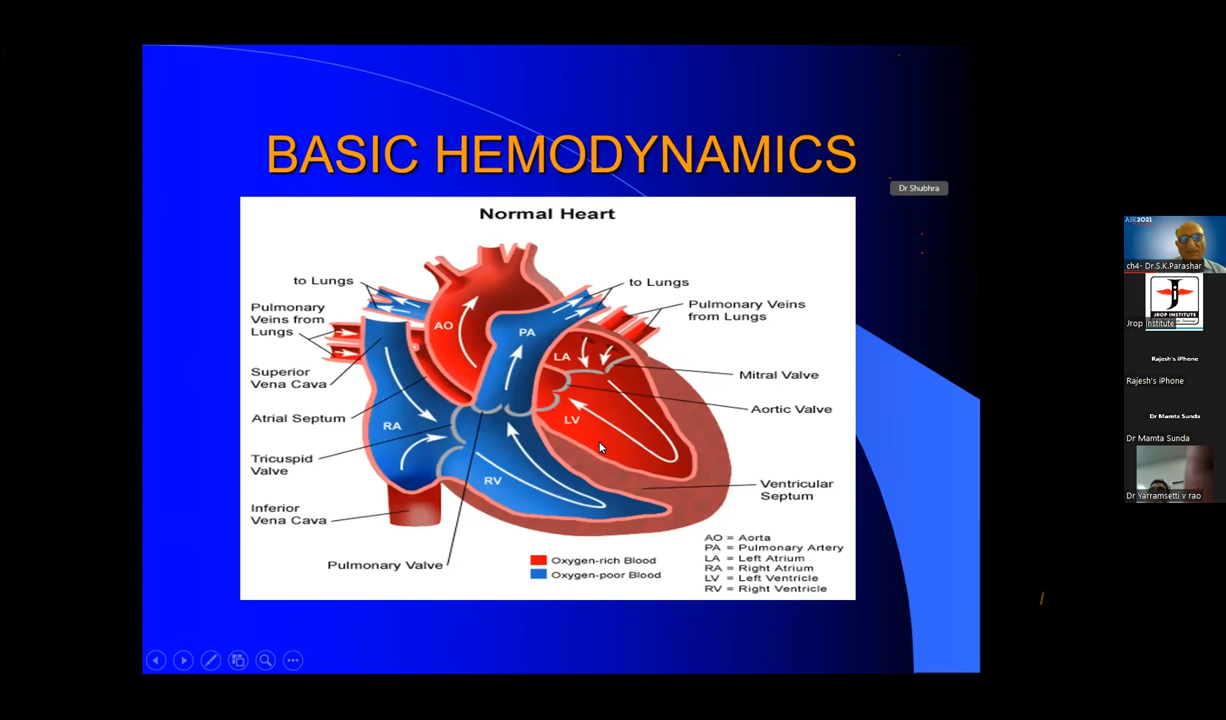 BASIC HEMODYNAMICS
Dr Shubhra
Normal Heart
to Lungs
Pulmonary
Veins from
Lungs
Superior
Vena Cava
Atrial Septum
Tricuspid
Valve
Inferior
Vena Cava
Pulmonary Valve
to Lungs
Pulmonary Veins
from Lungs
Mitral Valve
Aortic Valve
Ventricular
Septum
AO
PA
LA
LV
RA
RV
Oxygen-rich Blood
Oxygen-poor Blood
AO = Aorta
PA = Pulmonary Artery
LA = Left Atrium
RA = Right Atrium
LV = Left Ventricle
RV = Right Ventricle
ASE2021
ch4- Dr.S.K.Parashar
JROP INSTITUTE
Jrop Institute
Rajesh's iPhone
Rajesh's iPhone
Dr Mamta Sunda
Dr Mamta Sunda
Dr Yarramsetti v rao